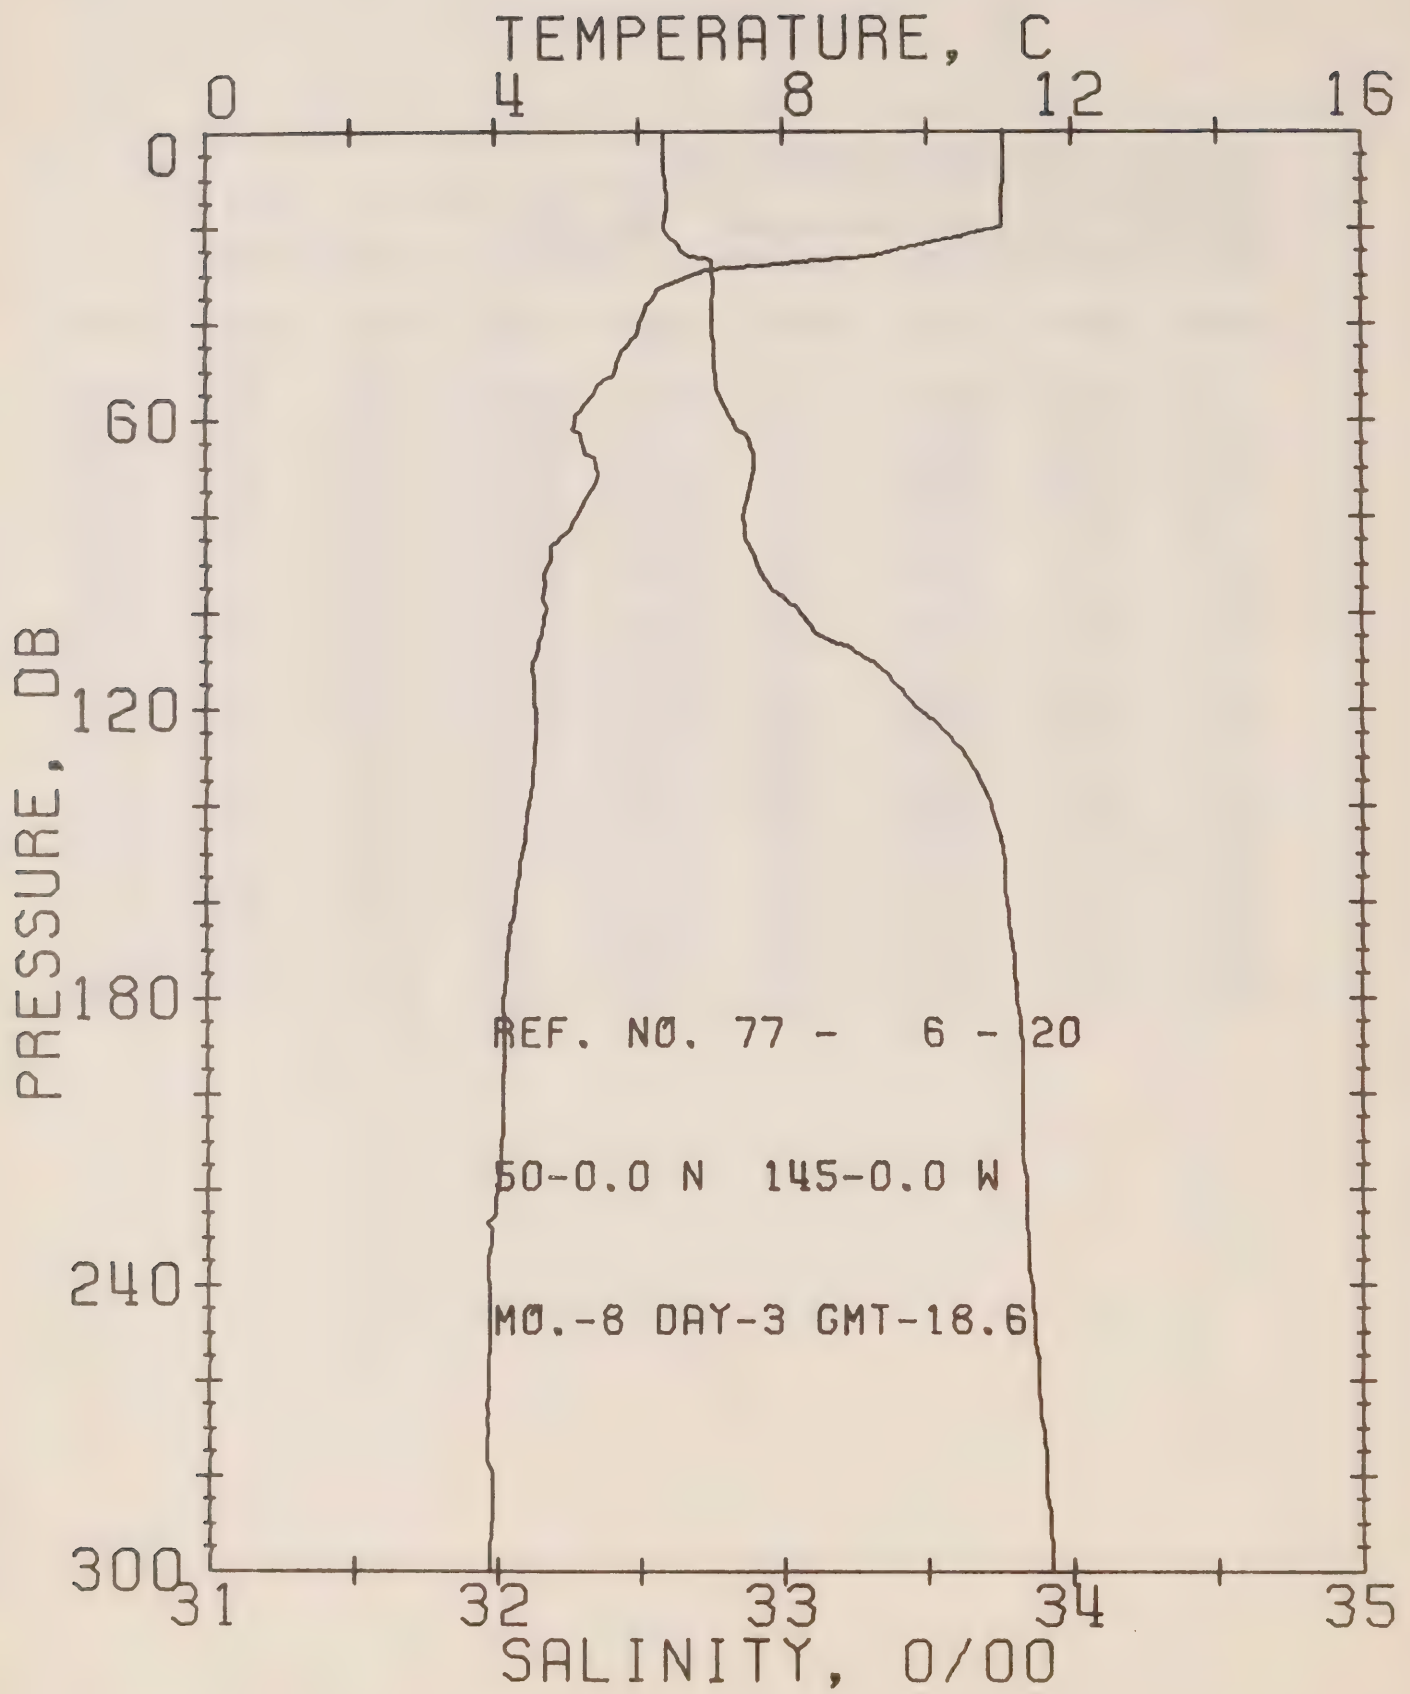 TEMPERATURE, C
0 4 8 12 16
0
60
120
180
240
300
PRESSURE, DB
REF. NO. 77 - 6 - 20
50-0.0 N 145-0.0 W
MO.-8 DAY-3 GMT-18.6
31 32 33 34 35
SALINITY, 0/00